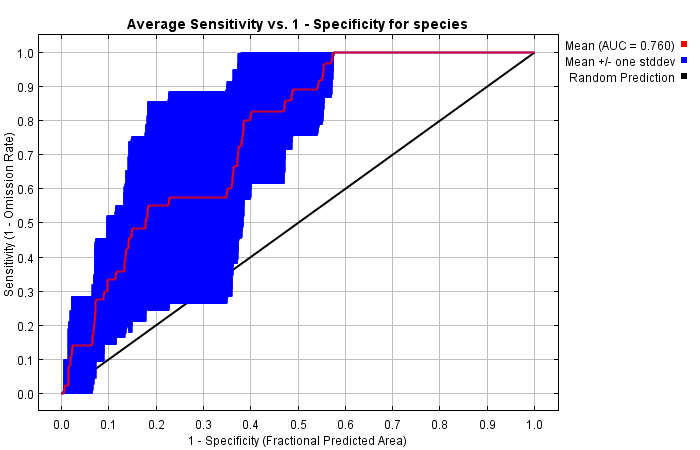 Average Sensitivity vs. 1 - Specificity for species
Mean (AUC = 0.760)
Mean +/- one stddev
Random Prediction
Sensitivity (1 - Omission Rate)
1.0
0.9
0.8
0.7
0.6
0.5
0.4
0.3
0.2
0.1
0.0
0.0 0.1 0.2 0.3 0.4 0.5 0.6 0.7 0.8 0.9 1.0
1 - Specificity (Fractional Predicted Area)